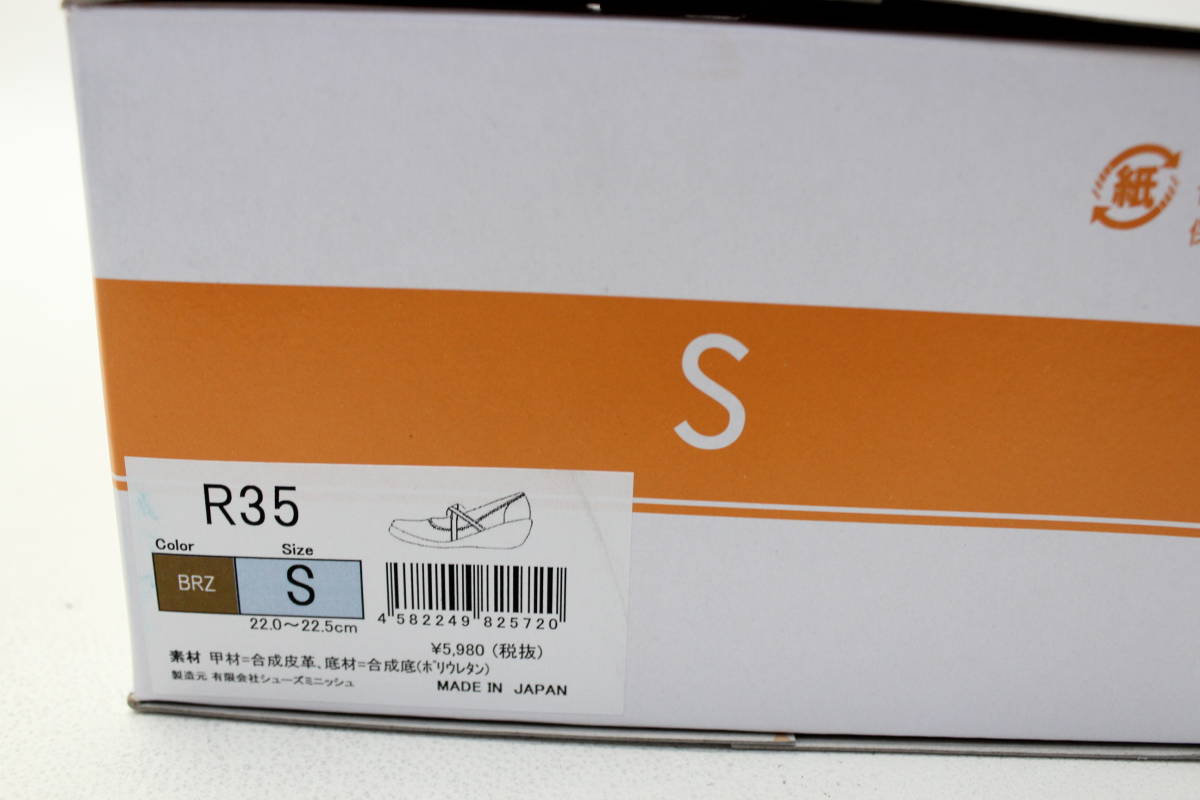 紙
S
R35
Color Size
BRZ S
22.0～22.5cm
4 582249 825720
¥5,980 (税抜)
素材 甲材=合成皮革、底材=合成底(ﾎﾟﾘｳﾚﾀﾝ)
製造元 有限会社シューズミニッシュ
MADE IN JAPAN